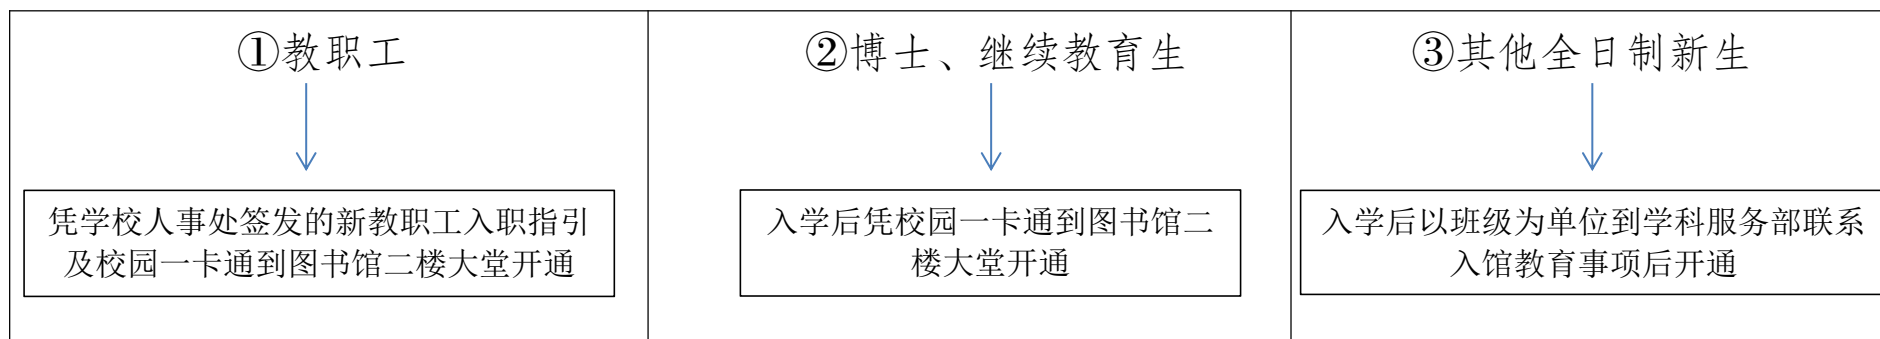 ①教职工
凭学校人事处签发的新教职工入职指引
及校园一卡通到图书馆二楼大堂开通
②博士、继续教育生
入学后凭校园一卡通到图书馆二
楼大堂开通
③其他全日制新生
入学后以班级为单位到学科服务部联系
入馆教育事项后开通